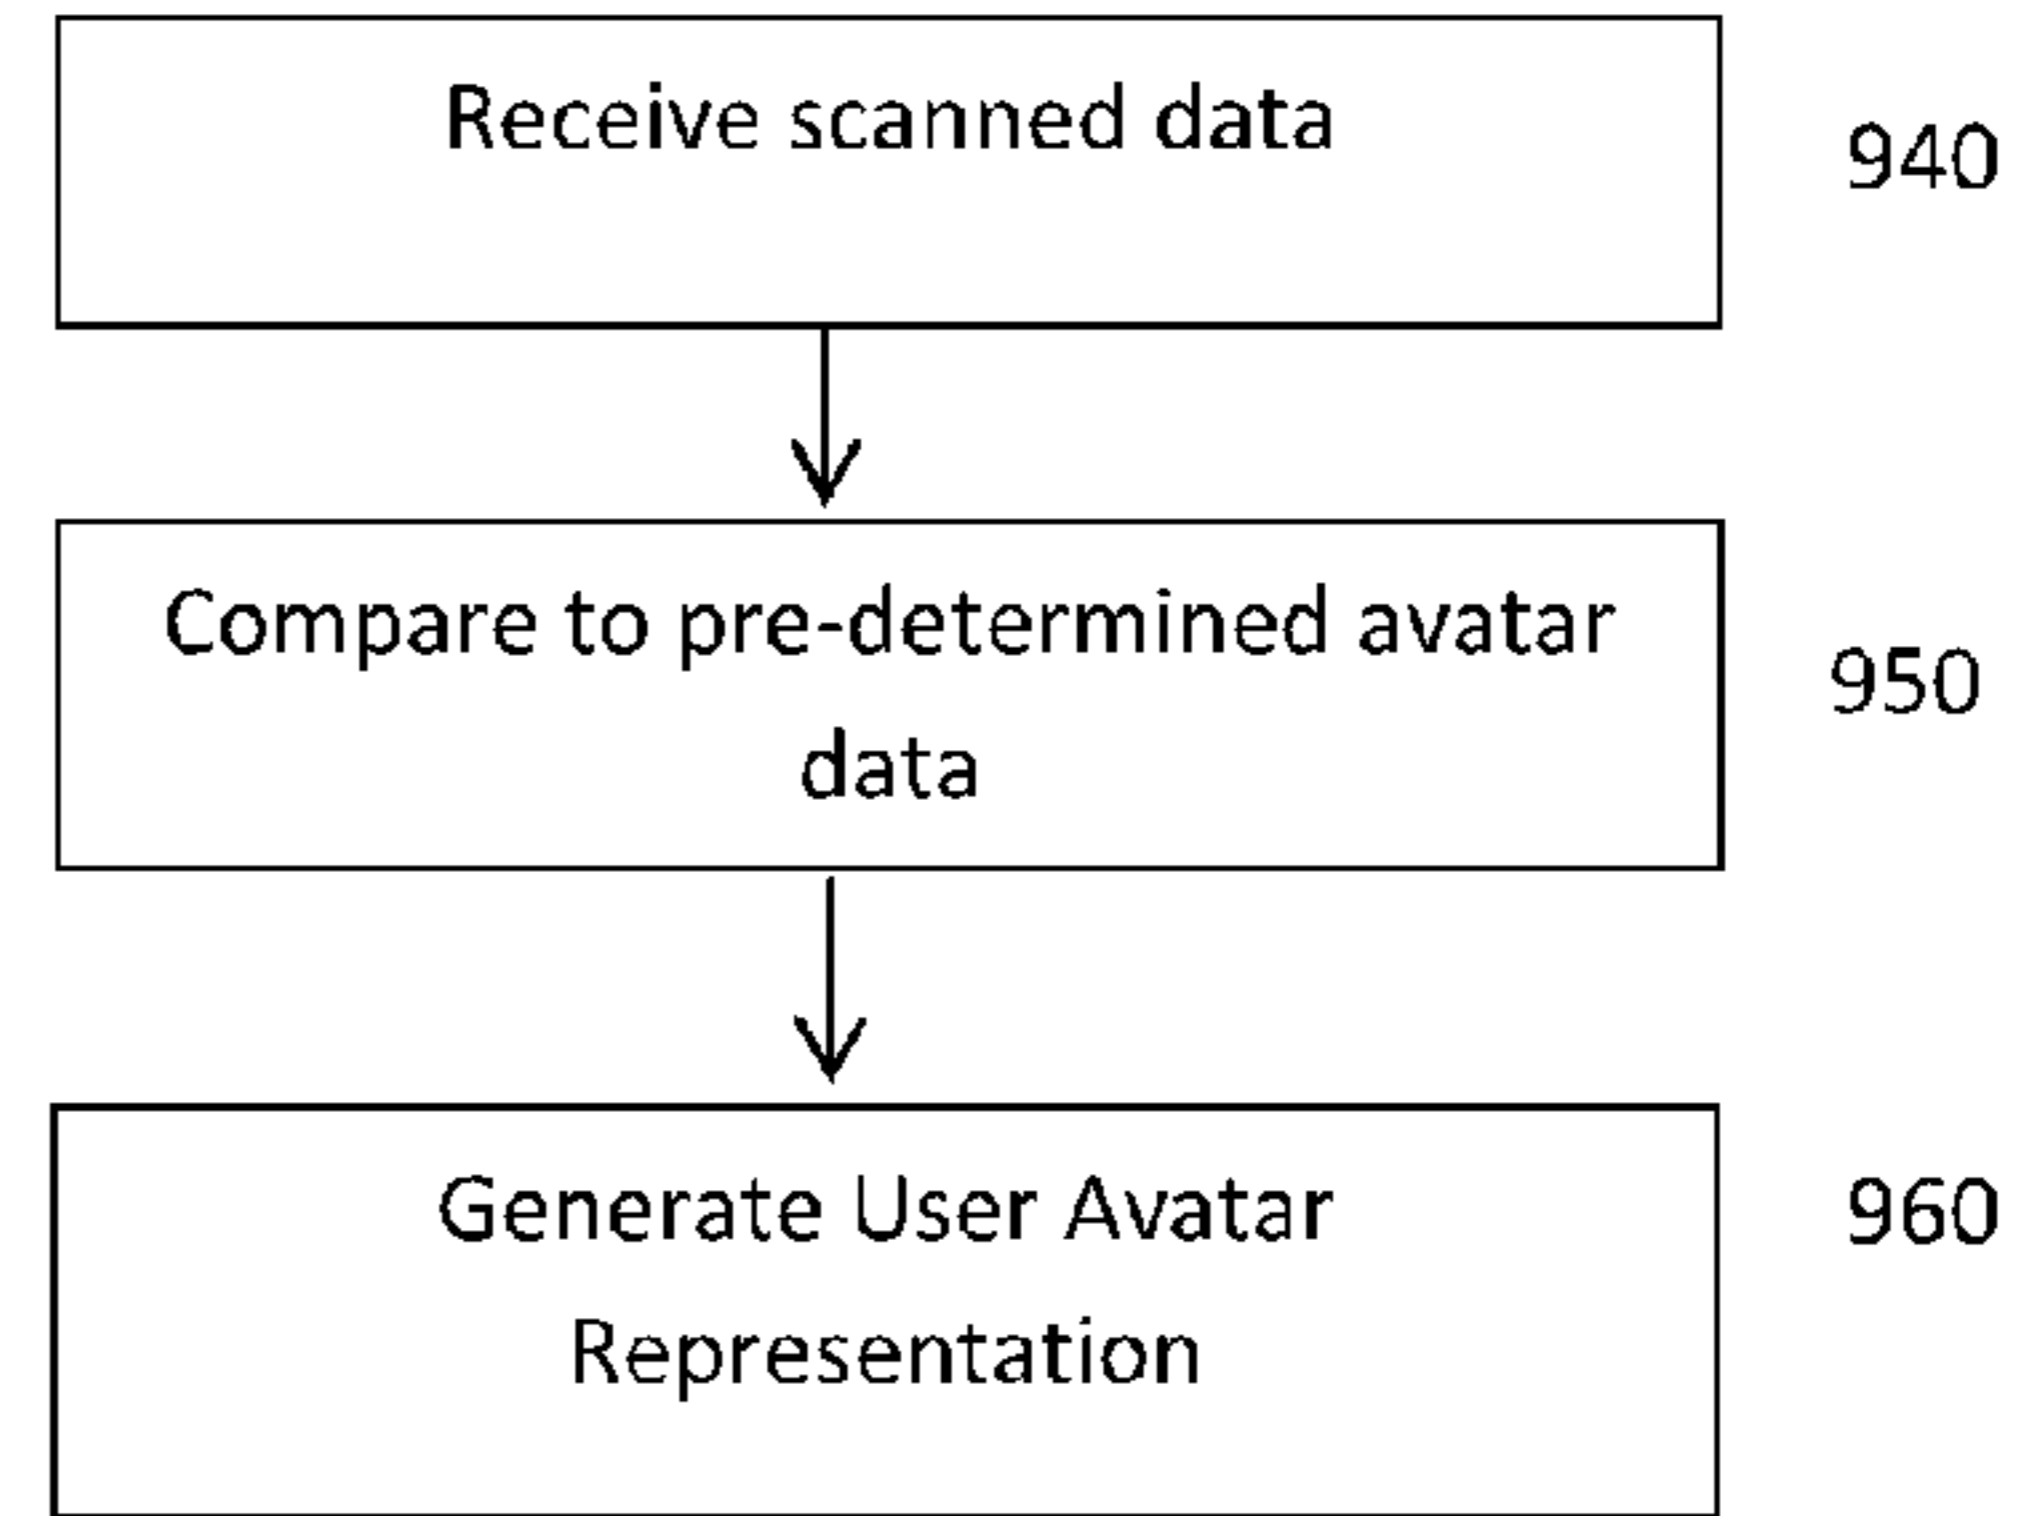 Receive scanned data
940
Compare to pre-determined avatar
data
950
Generate User Avatar
Representation
960